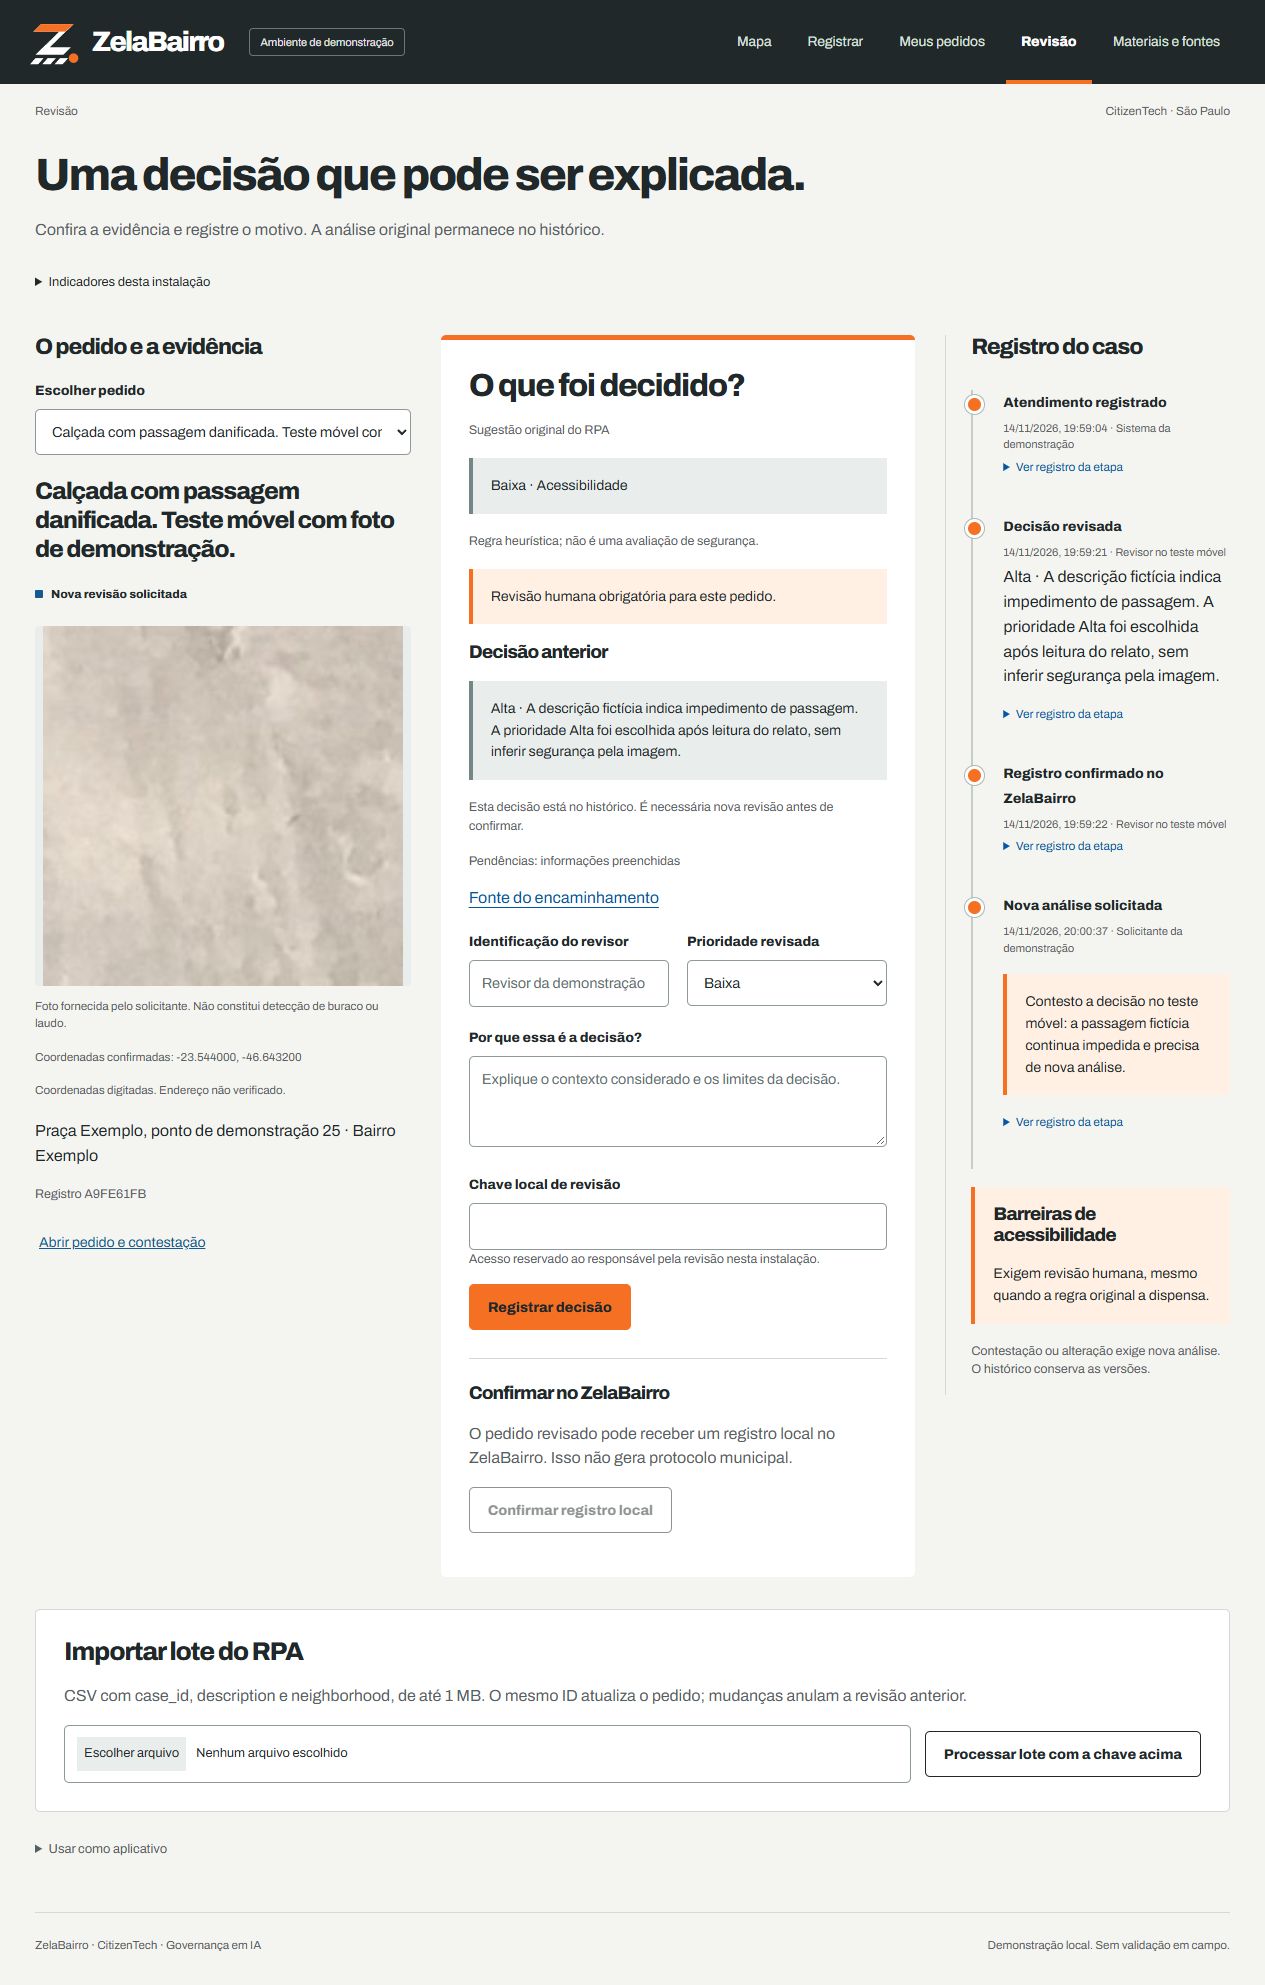 ZelaBairro
Ambiente de demonstração
Mapa
Registrar
Meus pedidos
Revisão
Materiais e fontes
Revisão
CitizenTech · São Paulo
Uma decisão que pode ser explicada.
Confira a evidência e registre o motivo. A análise original permanece no histórico.
Indicadores desta instalação
O pedido e a evidência
Escolher pedido
Calçada com passagem danificada. Teste móvel cor
Calçada com passagem
danificada. Teste móvel com foto
de demonstração.
Nova revisão solicitada
Foto fornecida pelo solicitante. Não constitui detecção de buraco ou
laudo.
Coordenadas confirmadas: -23.544000, -46.643200
Coordenadas digitadas. Endereço não verificado.
Praça Exemplo, ponto de demonstração 25 · Bairro
Exemplo
Registro A9FE61FB
Abrir pedido e contestação
O que foi decidido?
Sugestão original do RPA
Baixa · Acessibilidade
Regra heurística; não é uma avaliação de segurança.
Revisão humana obrigatória para este pedido.
Decisão anterior
Alta · A descrição fictícia indica impedimento de passagem.
A prioridade Alta foi escolhida após leitura do relato, sem
inferir segurança pela imagem.
Esta decisão está no histórico. É necessária nova revisão antes de
confirmar.
Pendências: informações preenchidas
Fonte do encaminhamento
Identificação do revisor
Prioridade revisada
Revisor da demonstração
Baixa
Por que essa é a decisão?
Explique o contexto considerado e os limites da decisão.
Chave local de revisão
Acesso reservado ao responsável pela revisão nesta instalação.
Registrar decisão
Confirmar no ZelaBairro
O pedido revisado pode receber um registro local no
ZelaBairro. Isso não gera protocolo municipal.
Confirmar registro local
Registro do caso
Atendimento registrado
14/11/2026, 19:59:04 · Sistema da
demonstração
Ver registro da etapa
Decisão revisada
14/11/2026, 19:59:21 · Revisor no teste móvel
Alta · A descrição fictícia indica
impedimento de passagem. A
prioridade Alta foi escolhida
após leitura do relato, sem
inferir segurança pela imagem.
Ver registro da etapa
Registro confirmado no
ZelaBairro
14/11/2026, 19:59:22 · Revisor no teste móvel
Ver registro da etapa
Nova análise solicitada
14/11/2026, 20:00:37 · Solicitante da
demonstração
Contesto a decisão no teste
móvel: a passagem fictícia
continua impedida e precisa
de nova análise.
Ver registro da etapa
Barreiras de
acessibilidade
Exigem revisão humana, mesmo
quando a regra original a dispensa.
Contestação ou alteração exige nova análise.
O histórico conserva as versões.
Importar lote do RPA
CSV com case_id, description e neighborhood, de até 1 MB. O mesmo ID atualiza o pedido; mudanças anulam a revisão anterior.
Escolher arquivo
Nenhum arquivo escolhido
Processar lote com a chave acima
Usar como aplicativo
ZelaBairro · CitizenTech · Governança em IA
Demonstração local. Sem validação em campo.